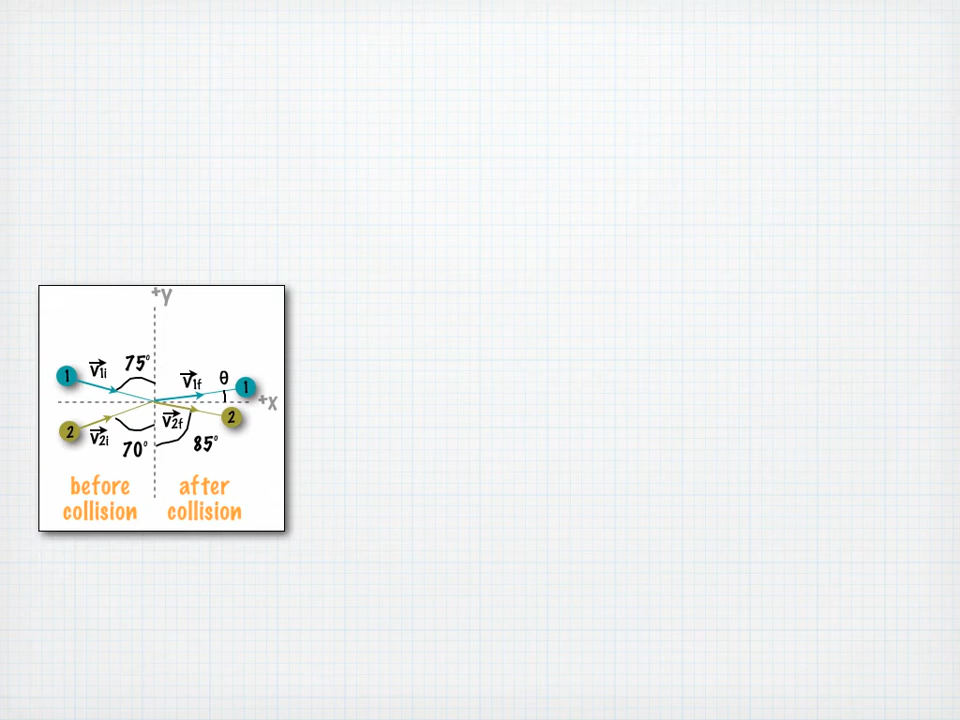 +y
75°
v1i
v1f
θ
1
1
+x
2
2
v2i
v2f
70°
85°
before collision
after collision